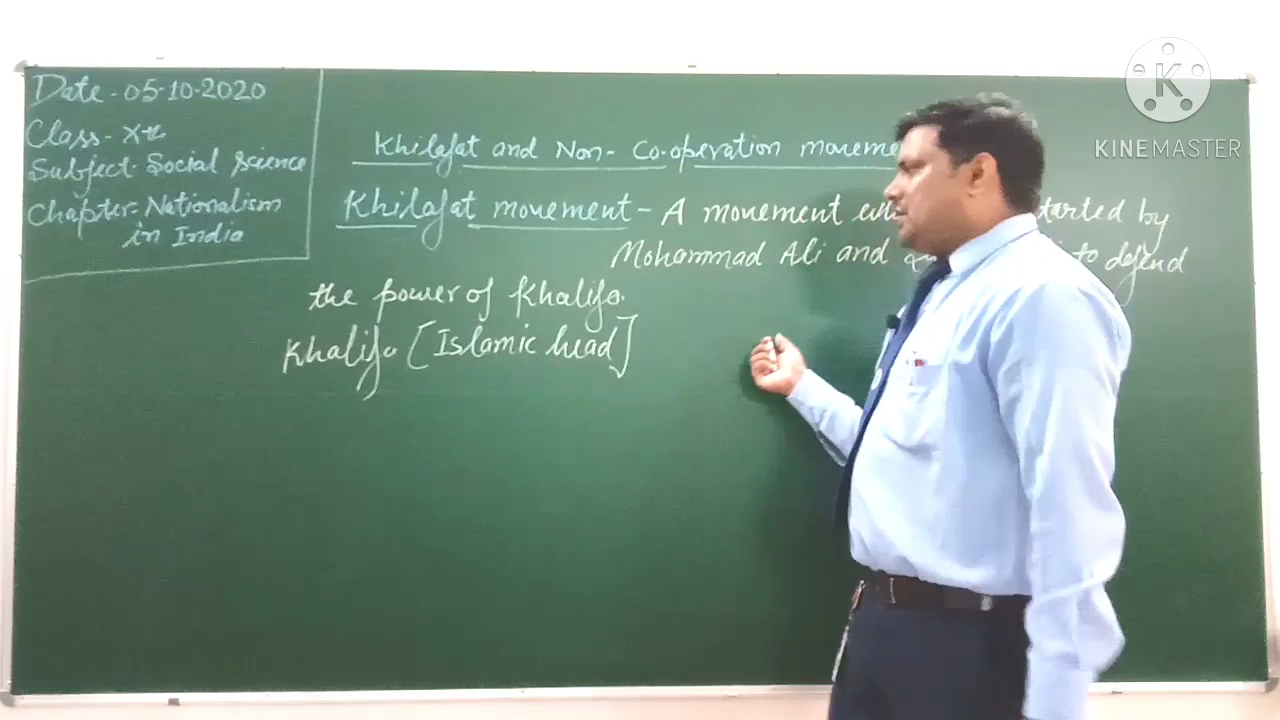 Date - 05-10-2020
Class - Xth
Subject - Social science
Chapter - Nationalism
in India
Khilafat and Non- Co-operation
Khilafat movement - A movement started by
Mohammad Ali and to defend
the power of Khalifa.
Khalifa [Islamic head]
K
KINEMASTER